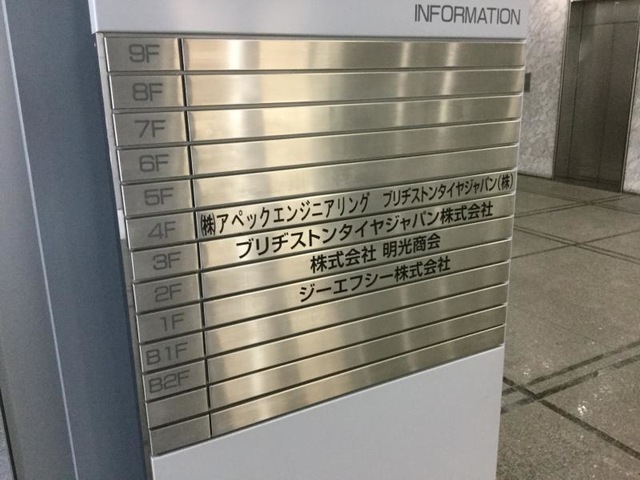 INFORMATION
9F
8F
7F
6F
5F
4F ㈱アペックエンジニアリング ブリヂストンタイヤジャパン(株)
3F ブリヂストンタイヤジャパン株式会社
2F 株式会社 明光商会
1F ジーエフシー株式会社
B1F
B2F